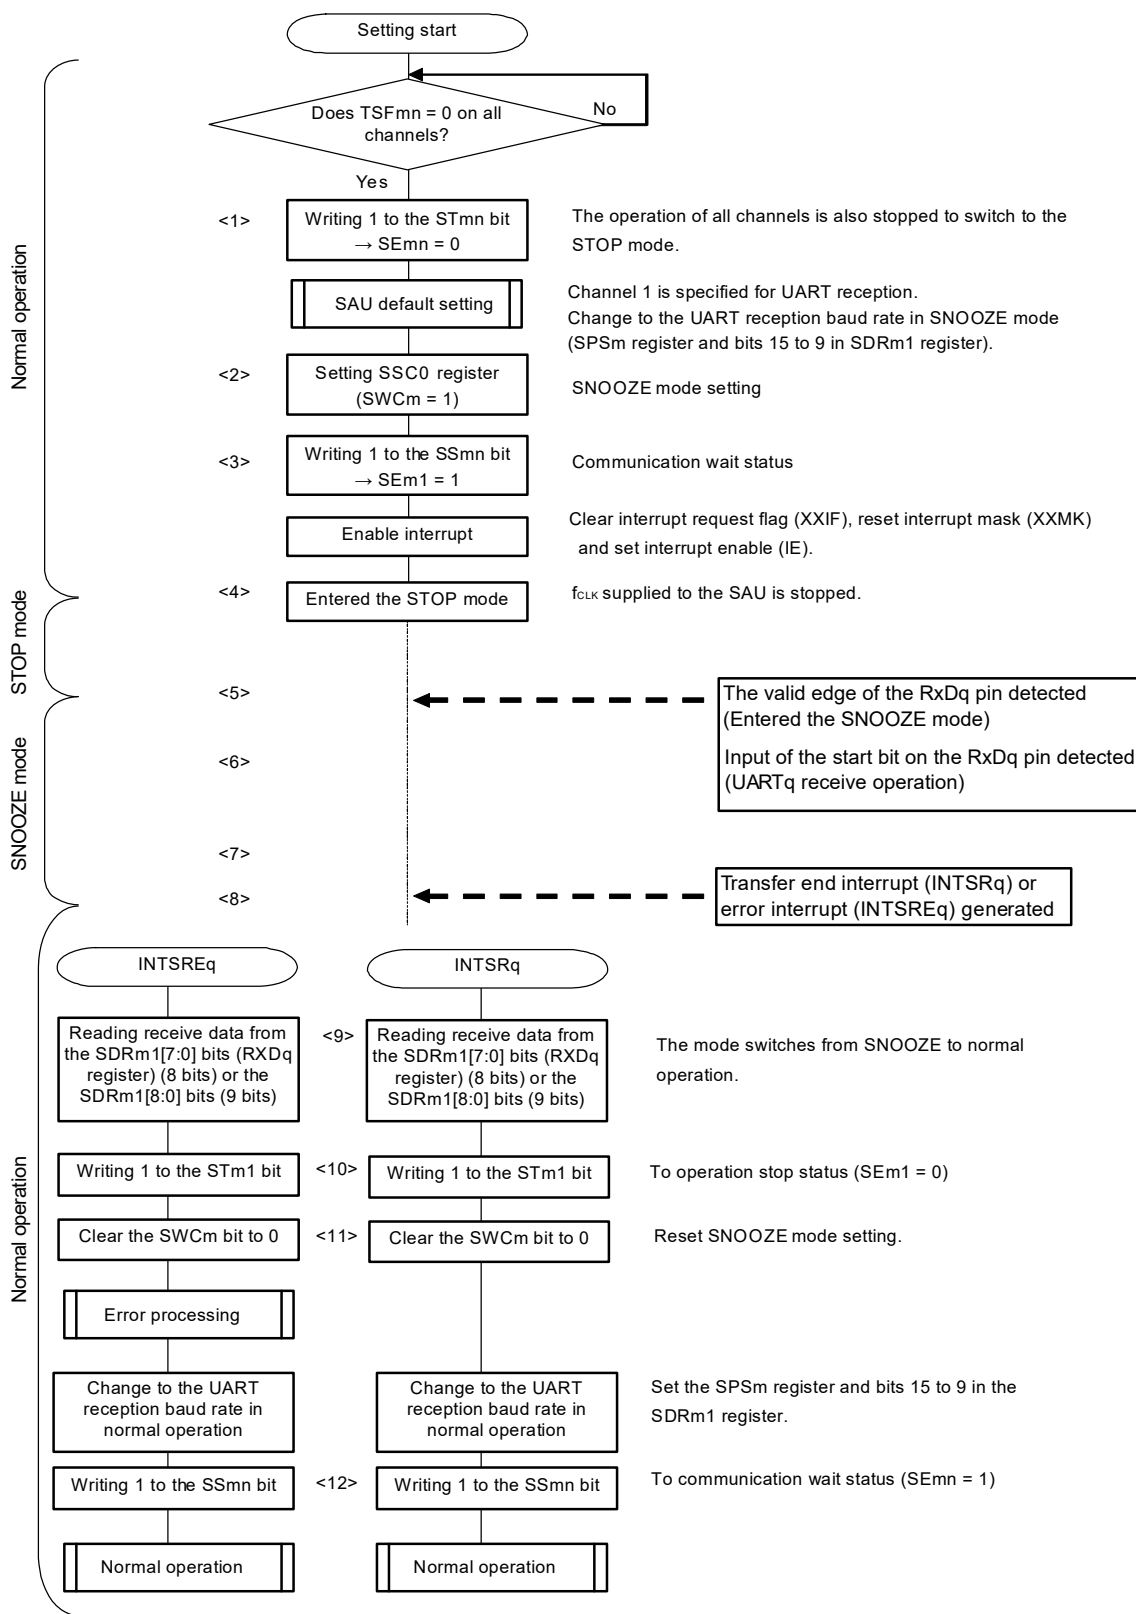 Setting start
Does TSFmn = 0 on all
channels?
No
Yes
Normal operation
<1>
Writing 1 to the STmn bit
→ SEmn = 0
The operation of all channels is also stopped to switch to the
STOP mode.
SAU default setting
Channel 1 is specified for UART reception.
Change to the UART reception baud rate in SNOOZE mode
(SPSm register and bits 15 to 9 in SDRm1 register).
<2>
Setting SSC0 register
(SWCm = 1)
SNOOZE mode setting
<3>
Writing 1 to the SSmn bit
→ SEm1 = 1
Communication wait status
Enable interrupt
Clear interrupt request flag (XXIF), reset interrupt mask (XXMK)
and set interrupt enable (IE).
<4>
Entered the STOP mode
fCLK supplied to the SAU is stopped.
STOP mode
<5>
The valid edge of the RxDq pin detected
(Entered the SNOOZE mode)
SNOOZE mode
<6>
Input of the start bit on the RxDq pin detected
(UARTq receive operation)
<7>
<8>
Transfer end interrupt (INTSRq) or
error interrupt (INTSREq) generated
Normal operation
INTSREq
INTSRq
Reading receive data from
the SDRm1[7:0] bits (RXDq
register) (8 bits) or the
SDRm1[8:0] bits (9 bits)
<9>
Reading receive data from
the SDRm1[7:0] bits (RXDq
register) (8 bits) or the
SDRm1[8:0] bits (9 bits)
The mode switches from SNOOZE to normal
operation.
Writing 1 to the STm1 bit
<10>
Writing 1 to the STm1 bit
To operation stop status (SEm1 = 0)
Clear the SWCm bit to 0
<11>
Clear the SWCm bit to 0
Reset SNOOZE mode setting.
Error processing
Change to the UART
reception baud rate in
normal operation
Change to the UART
reception baud rate in
normal operation
Set the SPSm register and bits 15 to 9 in the
SDRm1 register.
Writing 1 to the SSmn bit
<12>
Writing 1 to the SSmn bit
To communication wait status (SEmn = 1)
Normal operation
Normal operation